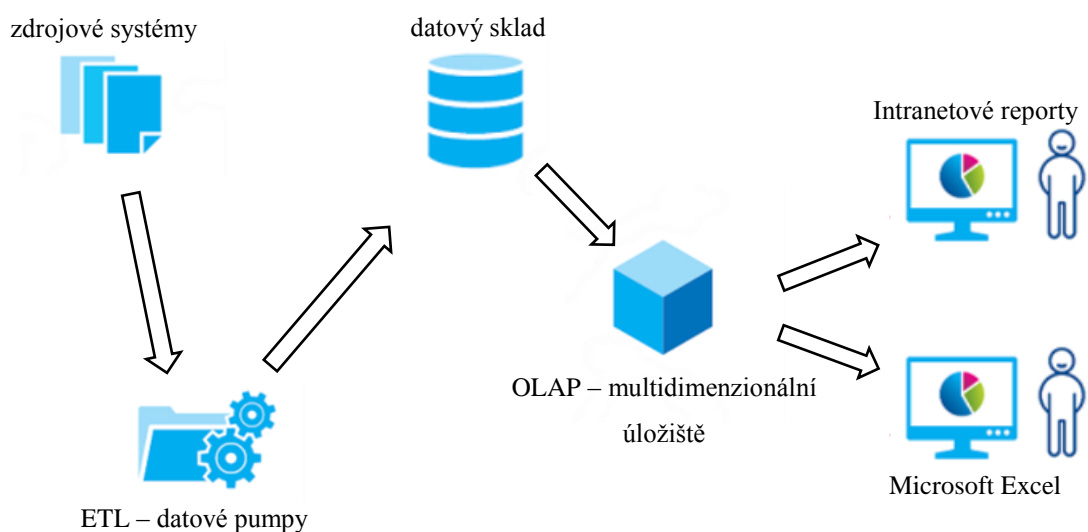 zdrojové systémy
datový sklad
Intranetové reporty
OLAP – multidimenzionální
úložiště
Microsoft Excel
ETL – datové pumpy